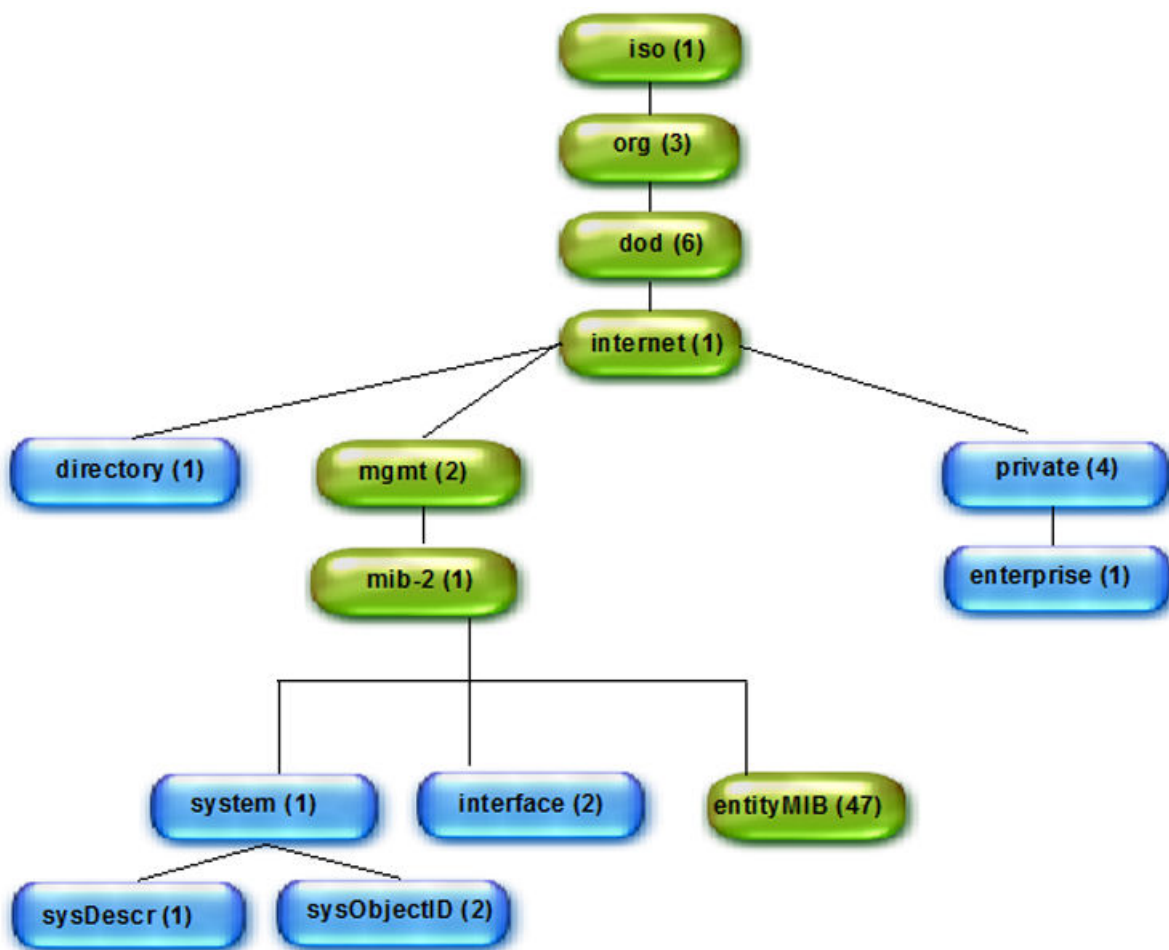 iso (1)
org (3)
dod (6)
internet (1)
directory (1)
mgmt (2)
private (4)
mib-2 (1)
enterprise (1)
system (1)
interface (2)
entityMIB (47)
sysDescr (1)
sysObjectID (2)